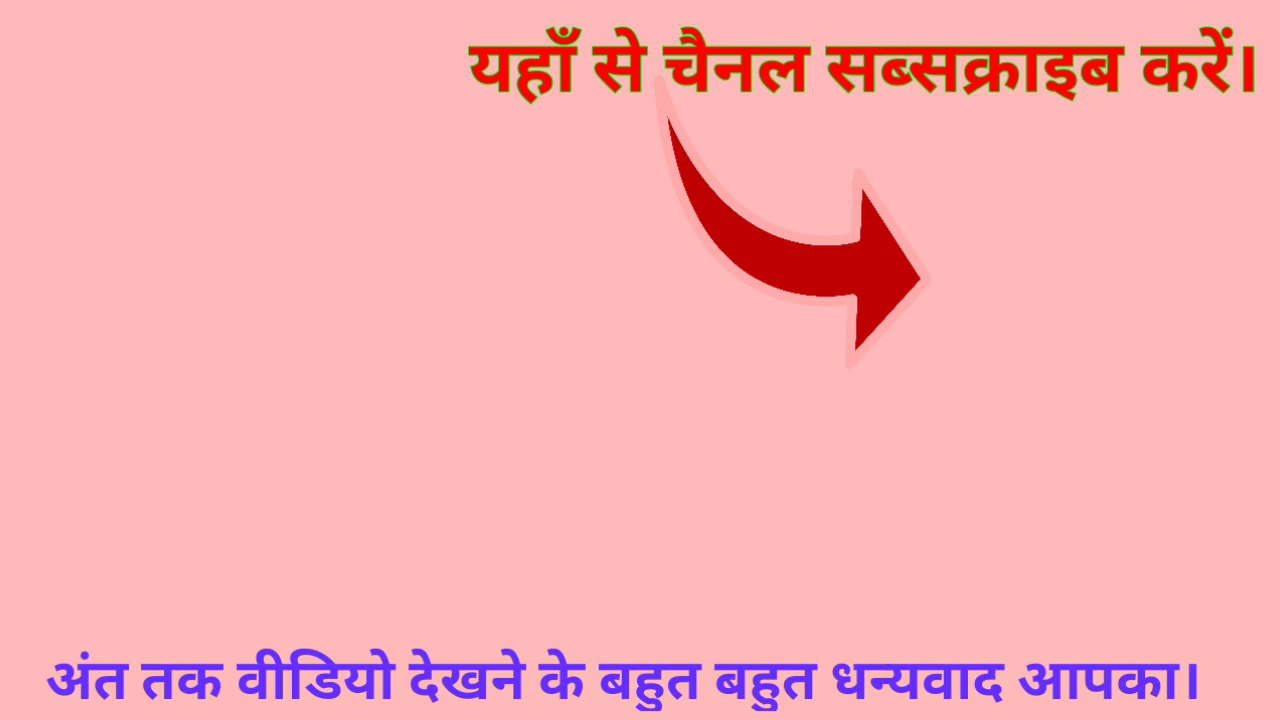 यहाँ से चैनल सब्सक्राइब करें।
अंत तक वीडियो देखने के बहुत बहुत धन्यवाद आपका।